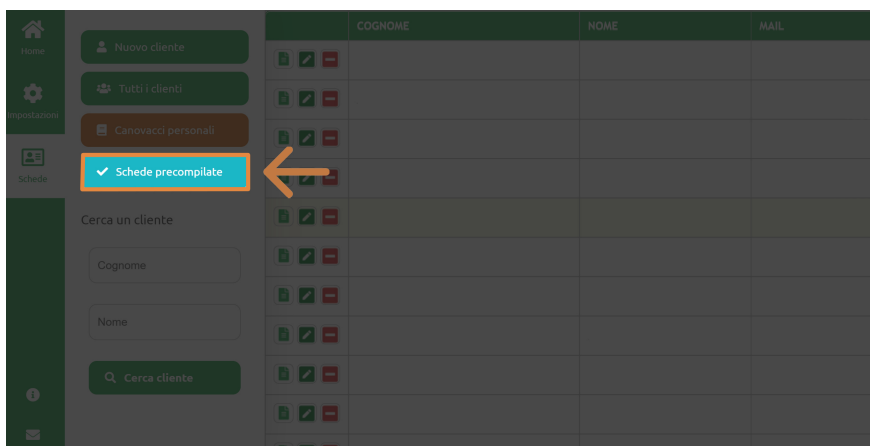 Home
Impostazioni
Schede
Nuovo cliente
Tutti i clienti
Canovacci personali
Schede precompilate
Cerca un cliente
Cognome
Nome
Cerca cliente
COGNOME NOME MAIL